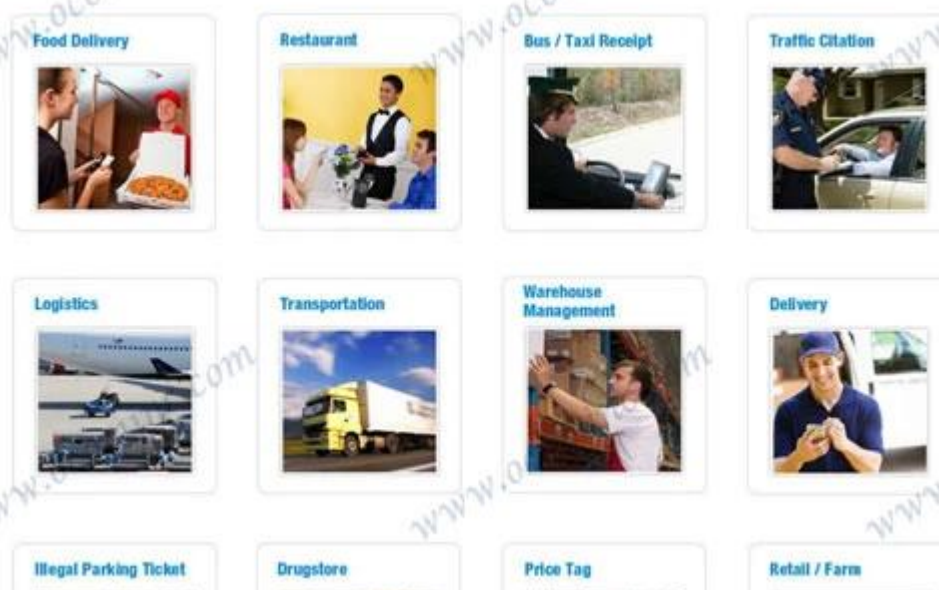 Food Delivery
Restaurant
Bus / Taxi Receipt
Traffic Citation
Logistics
Transportation
Warehouse
Management
Delivery
Illegal Parking Ticket
Drugstore
Price Tag
Retail / Farm